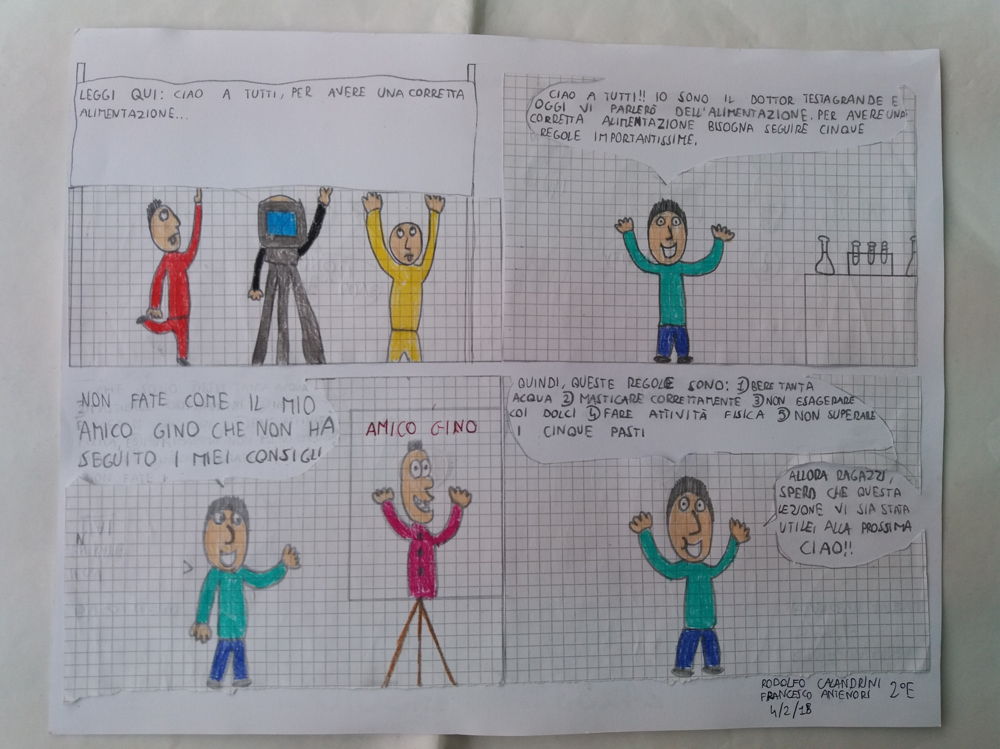 LEGGI QUI: CIAO A TUTTI, PER AVERE UNA CORRETTA
ALIMENTAZIONE...
CIAO A TUTTI!! IO SONO IL DOTTOR TESTAGRANDE E
OGGI VI PARLERÒ DELL'ALIMENTAZIONE. PER AVERE UNA
CORRETTA ALIMENTAZIONE BISOGNA SEGUIRE CINQUE
REGOLE IMPORTANTISSIME.
NON FATE COME IL MIO
AMICO GINO CHE NON HA
SEGUITO I MIEI CONSIGLI
AMICO GINO
QUINDI, QUESTE REGOLE SONO: 1) BERE TANTA
ACQUA 2) MASTICARE CORRETTAMENTE 3) NON ESAGERARE
COI DOLCI 4) FARE ATTIVITÀ FISICA 5) NON SUPERARE
I CINQUE PASTI
ALLORA RAGAZZI,
SPERO CHE QUESTA
LEZIONE VI SIA STATA
UTILE, ALLA PROSSIMA
CIAO!!
RODOLFO CALANDRINI 2°E
FRANCESCO ANTENORI
4/2/18